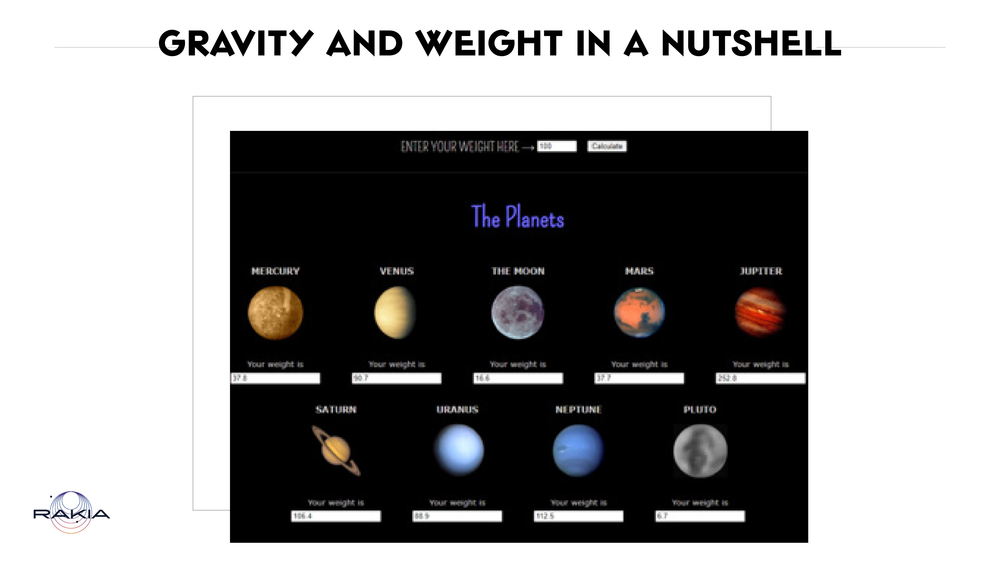 GRAVITY AND WEIGHT IN A NUTSHELL
ENTER YOUR WEIGHT HERE → 100 Calculate
The Planets
MERCURY VENUS THE MOON MARS JUPITER
Your weight is Your weight is Your weight is Your weight is Your weight is
37.8 90.7 16.6 37.7 252.8
SATURN URANUS NEPTUNE PLUTO
Your weight is Your weight is Your weight is Your weight is
106.4 88.9 112.5 6.7
RAKIA